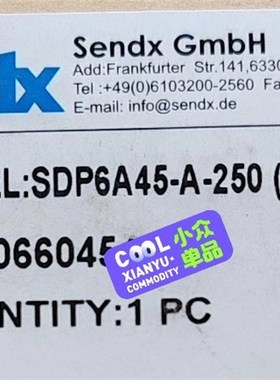 Sendx GmbH
Add:Frankfurter Str.141,6330
Tel :+49(0)6103200-2560 Fa
E-mail: info@sendx.de
EL:SDP6A45-A-250 (
066045
COOL 小众
XIANYU· 单品
COMMODITY
NTITY:1 PC